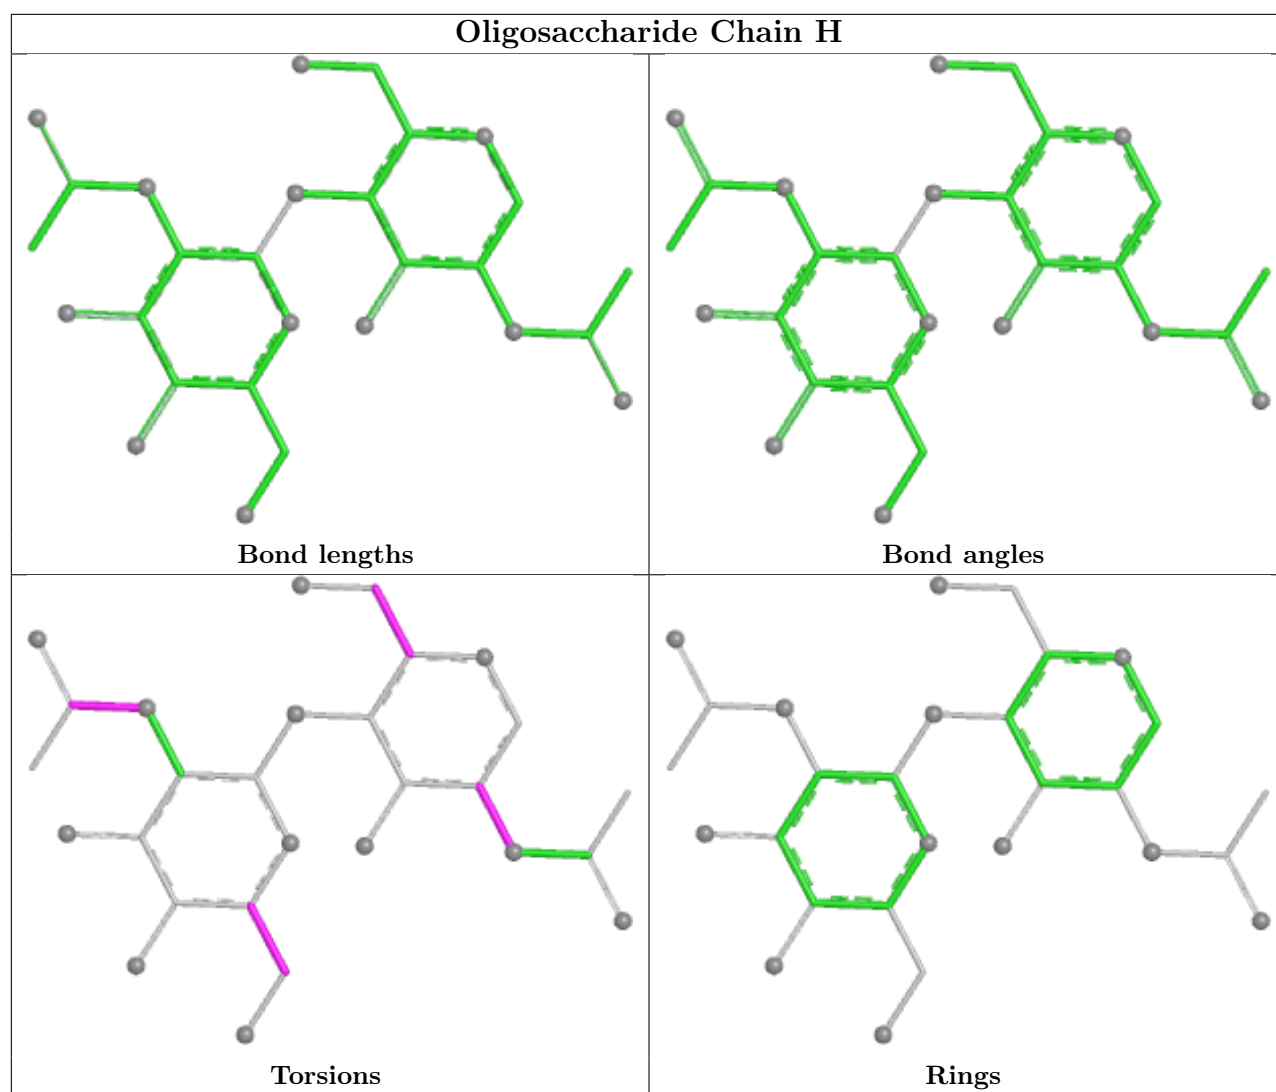 Oligosaccharide Chain H
Bond lengths
Bond angles
Torsions
Rings